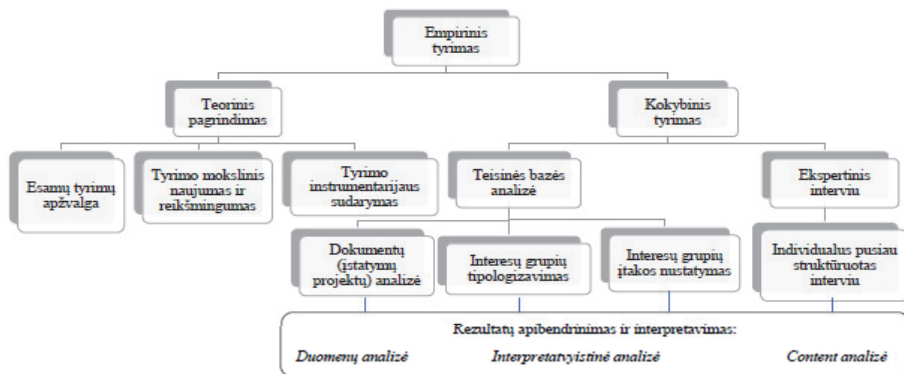 Empirinis
tyrimas
Teorinis
pagrindimas
Kokybinis
tyrimas
Esamų tyrimų
apžvalga
Tyrimo mokslinis
naujumas ir
reikšmingumas
Tyrimo
instrumentarijaus
sudarymas
Teisinės bazės
analizė
Ekspertinis
interviu
Dokumentų
(įstatymų
projektų) analizė
Interesų grupių
tipologizavimas
Interesų grupių
įtakos nustatymas
Individualus pusiau
struktūruotas
interviu
Rezultatų apibendrinimas ir interpretavimas:
Duomenų analizė Interpretatvyistinė analizė Content analizė